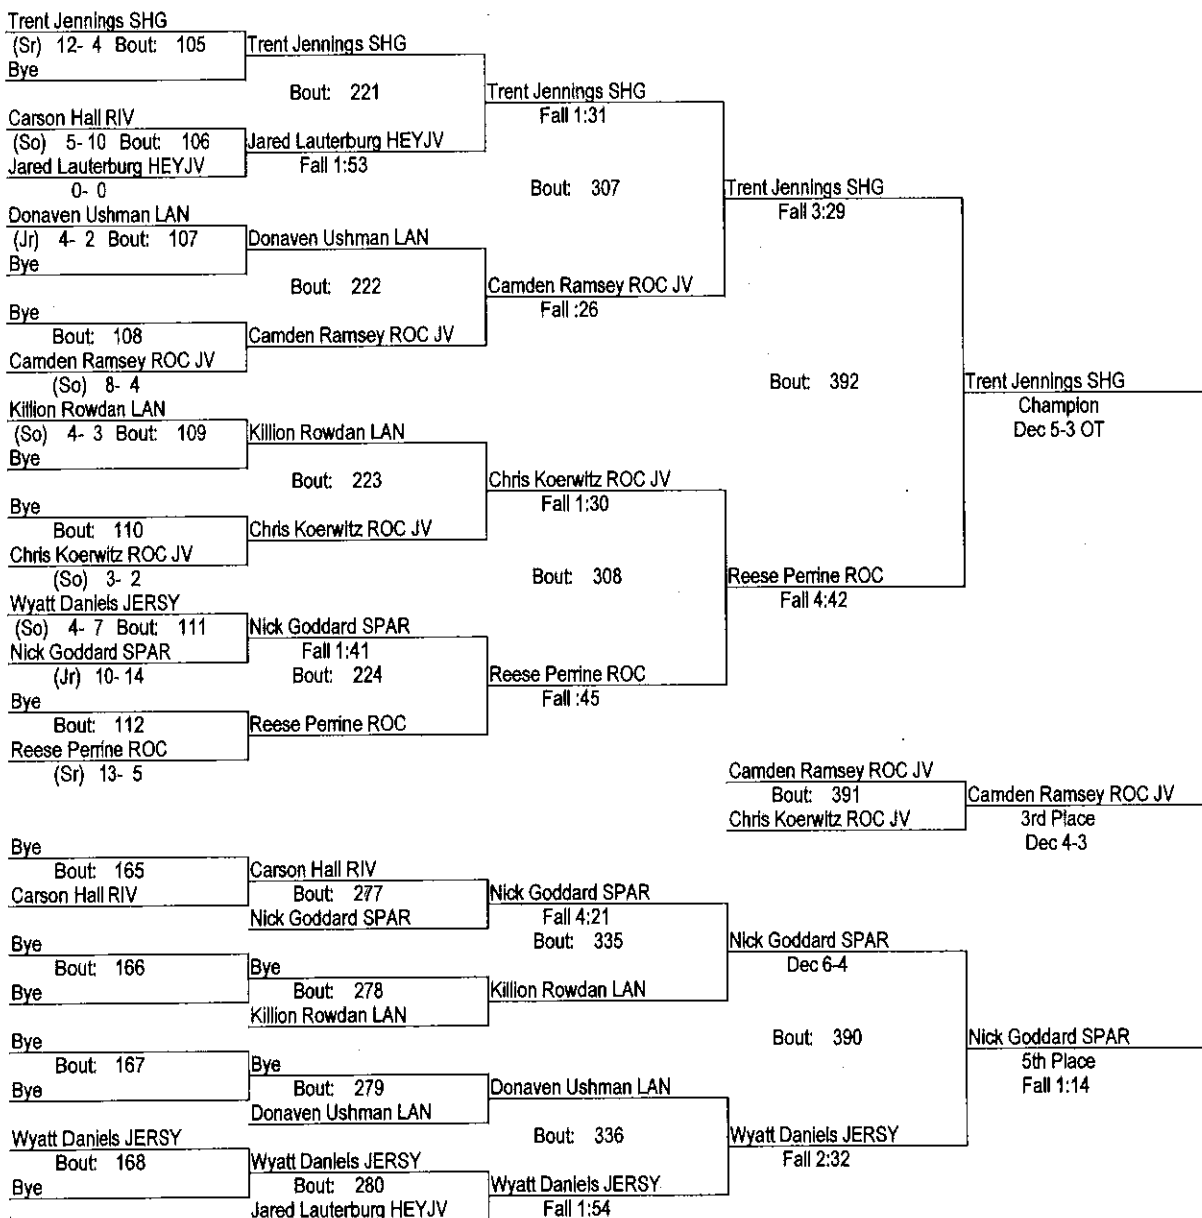 Trent Jennings SHG
(Sr) 12- 4 Bout: 105
Bye
Trent Jennings SHG
Bout: 221
Carson Hall RIV
(So) 5-10 Bout: 106
Jared Lauterburg HEYJV
0- 0
Jared Lauterburg HEYJV
Fall 1:53
Trent Jennings SHG
Fall 1:31
Bout: 307
Donaven Ushman LAN
(Jr) 4- 2 Bout: 107
Bye
Donaven Ushman LAN
Bout: 222
Bye
Bout: 108
Camden Ramsey ROC JV
(So) 8- 4
Camden Ramsey ROC JV
Camden Ramsey ROC JV
Fall :26
Trent Jennings SHG
Fall 3:29
Bout: 392
Killion Rowdan LAN
(So) 4- 3 Bout: 109
Bye
Killion Rowdan LAN
Bout: 223
Bye
Bout: 110
Chris Koerwitz ROC JV
(So) 3- 2
Chris Koerwitz ROC JV
Chris Koerwitz ROC JV
Fall 1:30
Bout: 308
Wyatt Daniels JERSY
(So) 4- 7 Bout: 111
Nick Goddard SPAR
(Jr) 10- 14
Nick Goddard SPAR
Fall 1:41
Bout: 224
Bye
Bout: 112
Reese Perrine ROC
(Sr) 13- 5
Reese Perrine ROC
Reese Perrine ROC
Fall :45
Reese Perrine ROC
Fall 4:42
Trent Jennings SHG
Champion
Dec 5-3 OT
Camden Ramsey ROC JV
Bout: 391
Chris Koerwitz ROC JV
Camden Ramsey ROC JV
3rd Place
Dec 4-3
Bye
Bout: 165
Carson Hall RIV
Carson Hall RIV
Bout: 277
Nick Goddard SPAR
Nick Goddard SPAR
Fall 4:21
Bout: 335
Bye
Bout: 166
Bye
Bye
Bout: 278
Killion Rowdan LAN
Killion Rowdan LAN
Nick Goddard SPAR
Dec 6-4
Bout: 390
Bye
Bout: 167
Bye
Bye
Bout: 279
Donaven Ushman LAN
Donaven Ushman LAN
Bout: 336
Wyatt Daniels JERSY
Bout: 168
Bye
Wyatt Daniels JERSY
Bout: 280
Jared Lauterburg HEYJV
Wyatt Daniels JERSY
Fall 1:54
Wyatt Daniels JERSY
Fall 2:32
Nick Goddard SPAR
5th Place
Fall 1:14